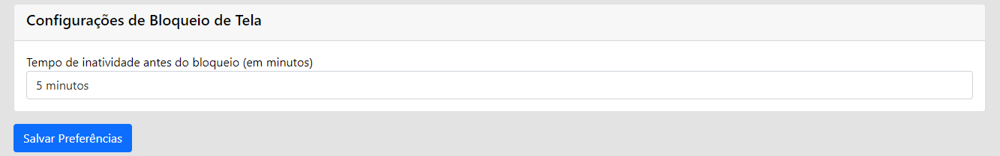 Configurações de Bloqueio de Tela
Tempo de inatividade antes do bloqueio (em minutos)
5 minutos
Salvar Preferências